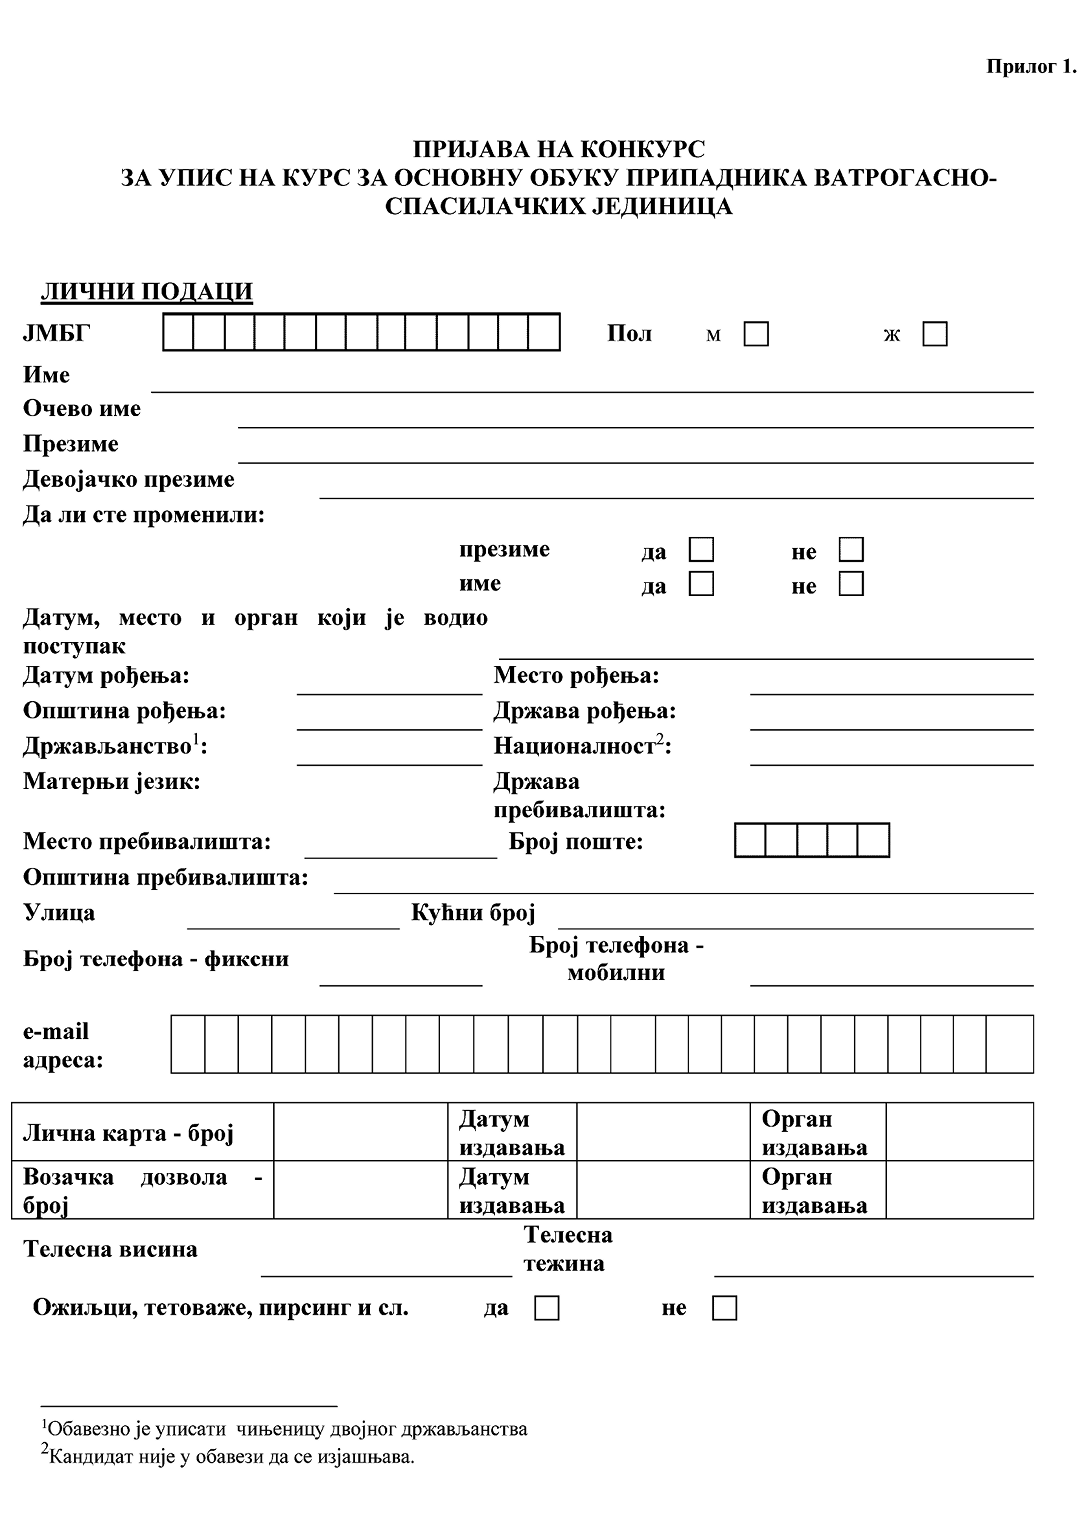 Прилог 1.
ПРИЈАВА НА КОНКУРС
ЗА УПИС НА КУРС ЗА ОСНОВНУ ОБУКУ ПРИПАДНИКА ВАТРОГАСНО-
СПАСИЛАЧКИХ ЈЕДИНИЦА
ЛИЧНИ ПОДАЦИ
ЈМБГ Пол м ж
Име
Очево име
Презиме
Девојачко презиме
Да ли сте променили:
презиме да не
име да не
Датум, место и орган који је водио
поступак
Датум рођења: Место рођења:
Општина рођења: Држава рођења:
Држављанство1: Националност2:
Матерњи језик: Држава
пребивалишта:
Место пребивалишта: Број поште:
Општина пребивалишта:
Улица Кућни број
Број телефона - фиксни Број телефона -
мобилни
e-mail
адреса:
Лична карта - број Датум
издавања Орган
издавања
Возачка дозвола -
број Датум
издавања Орган
издавања
Телесна висина Телесна
тежина
Ожиљци, тетоваже, пирсинг и сл. да не
1Обавезно је уписати чињеницу двојног држављанства
2Кандидат није у обавези да се изјашњава.